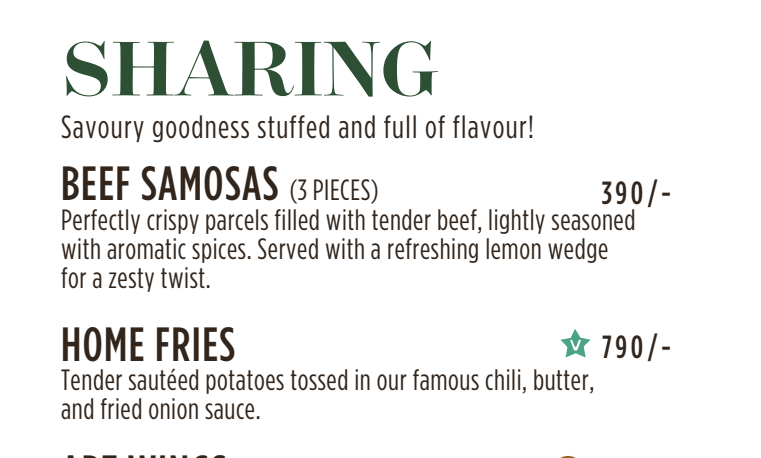 SHARING
Savoury goodness stuffed and full of flavour!
BEEF SAMOSAS (3 PIECES) 390/-
Perfectly crispy parcels filled with tender beef, lightly seasoned
with aromatic spices. Served with a refreshing lemon wedge
for a zesty twist.
HOME FRIES V 790/-
Tender sautéed potatoes tossed in our famous chili, butter,
and fried onion sauce.